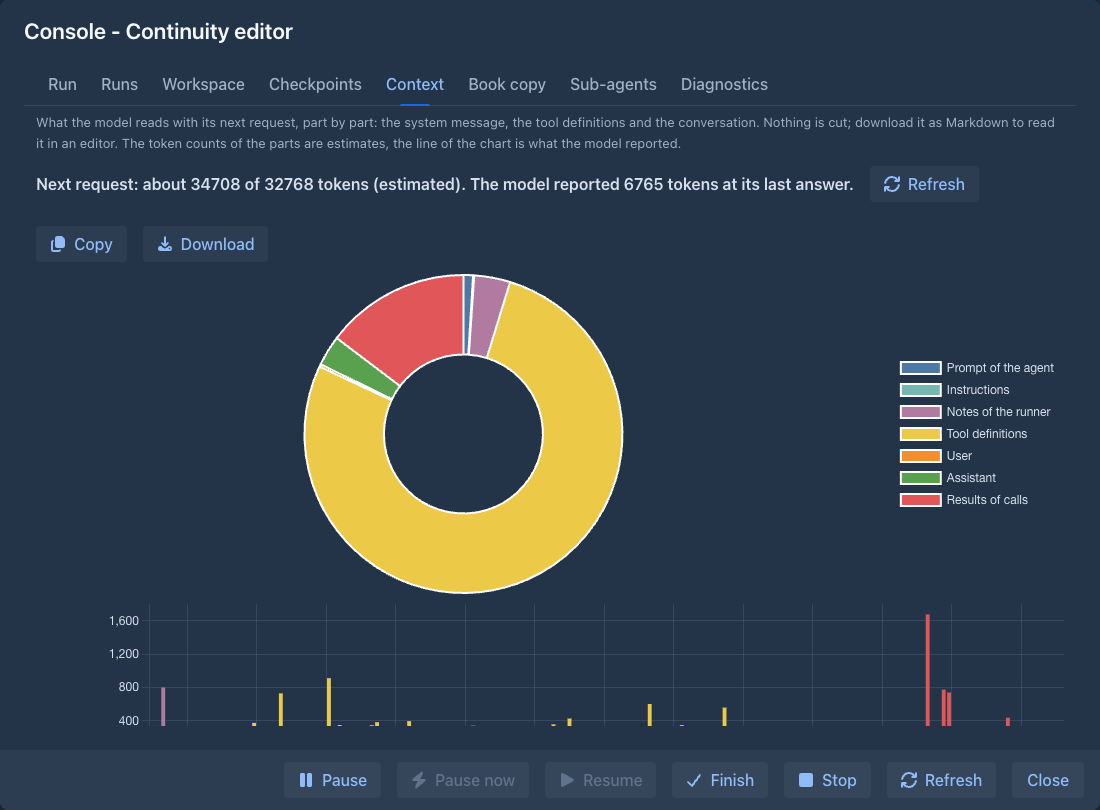 Console - Continuity editor
Run Runs Workspace Checkpoints Context Book copy Sub-agents Diagnostics
What the model reads with its next request, part by part: the system message, the tool definitions and the conversation. Nothing is cut; download it as Markdown to read
it in an editor. The token counts of the parts are estimates, the line of the chart is what the model reported.
Next request: about 34708 of 32768 tokens (estimated). The model reported 6765 tokens at its last answer. Refresh
Copy Download
Prompt of the agent
Instructions
Notes of the runner
Tool definitions
User
Assistant
Results of calls
1,600
1,200
800
400
Pause Pause now Resume Finish Stop Refresh Close